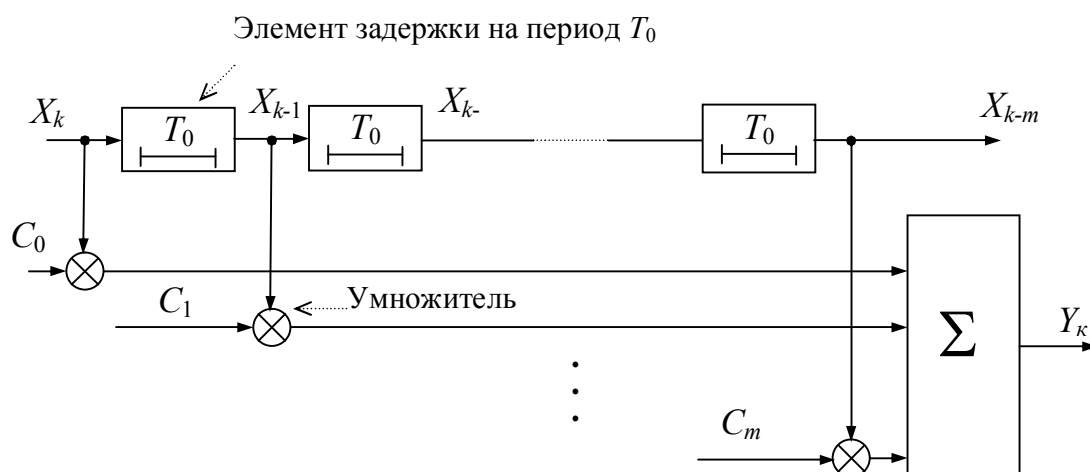 Элемент задержки на период T₀
Xₖ
Xₖ₋₁
Xₖ₋
Xₖ₋ₘ
T₀
T₀
T₀
C₀
C₁
Умножитель
Σ
Yк
Cₘ